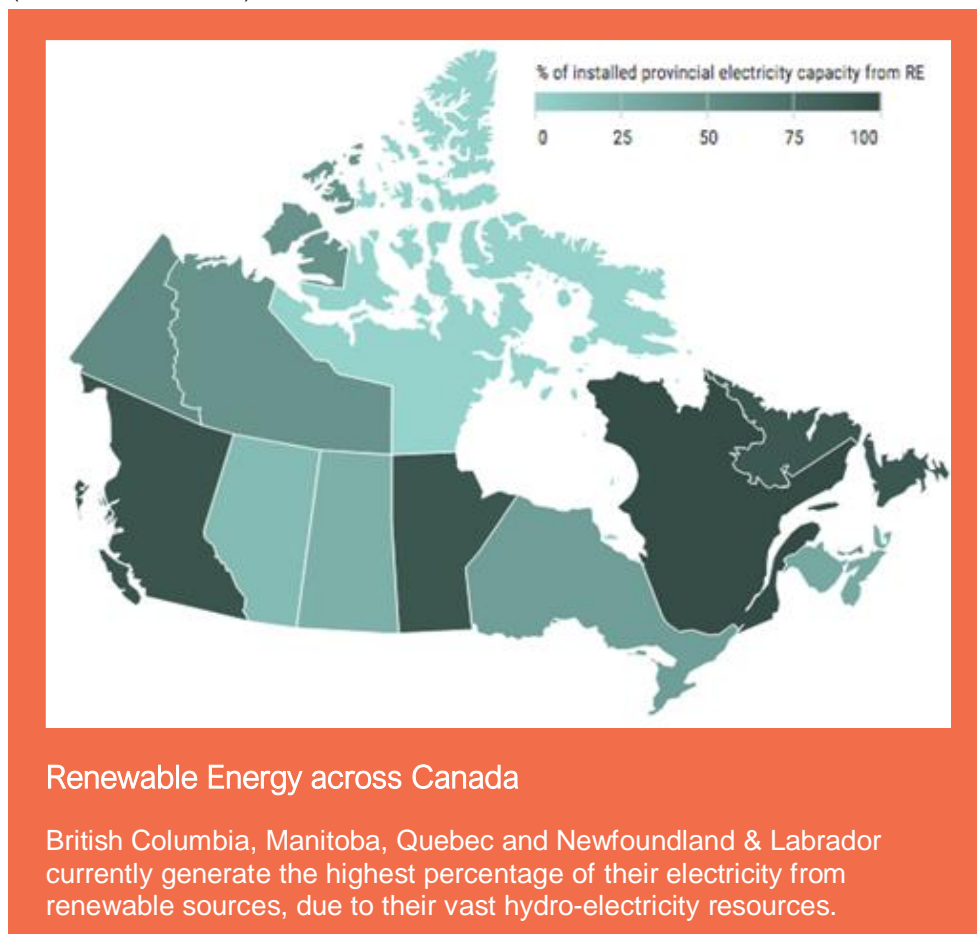 % of installed provincial electricity capacity from RE
0 25 50 75 100
Renewable Energy across Canada
British Columbia, Manitoba, Quebec and Newfoundland & Labrador
currently generate the highest percentage of their electricity from
renewable sources, due to their vast hydro-electricity resources.